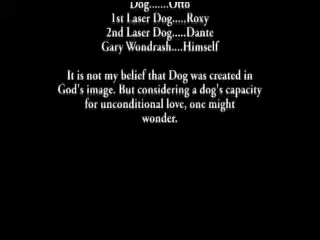 Dog.......Otto
1st Laser Dog.....Roxy
2nd Laser Dog.....Dante
Gary Wondrash....Himself
It is not my belief that Dog was created in
God's image. But considering a dog's capacity
for unconditional love, one might
wonder.